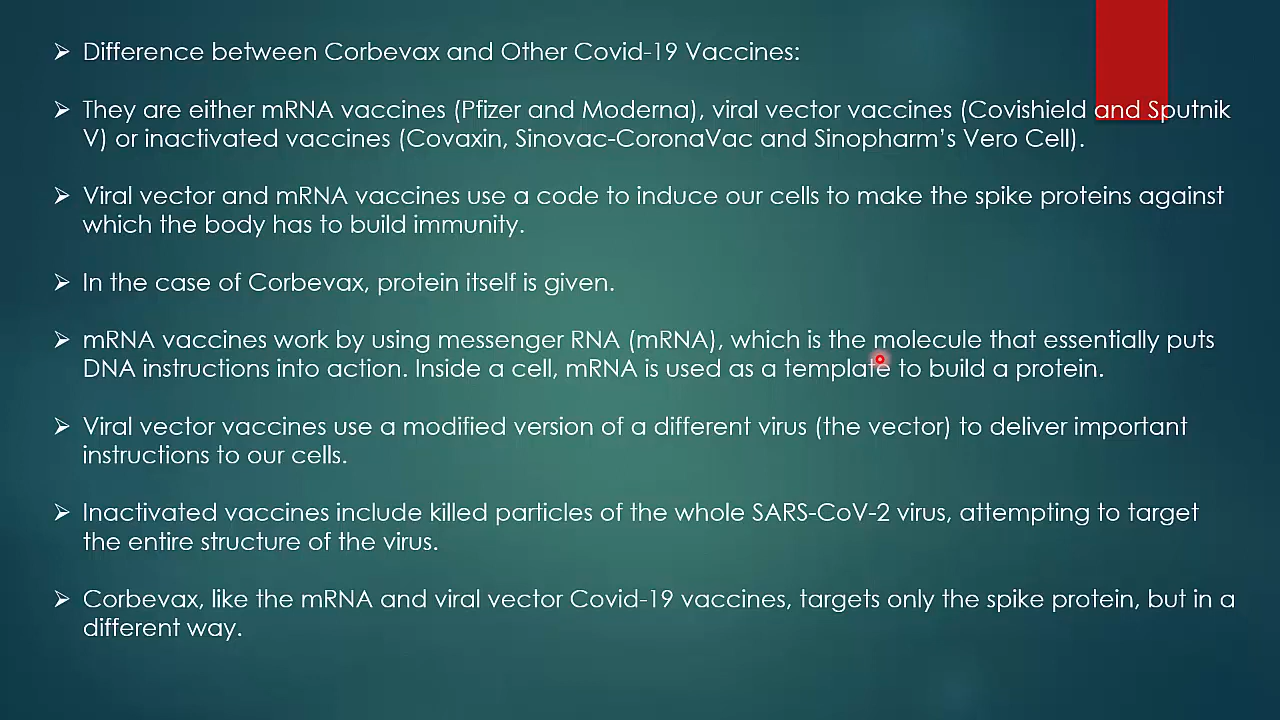 ➢ Difference between Corbevax and Other Covid-19 Vaccines:
➢ They are either mRNA vaccines (Pfizer and Moderna), viral vector vaccines (Covishield and Sputnik
V) or inactivated vaccines (Covaxin, Sinovac-CoronaVac and Sinopharm's Vero Cell).
➢ Viral vector and mRNA vaccines use a code to induce our cells to make the spike proteins against
which the body has to build immunity.
➢ In the case of Corbevax, protein itself is given.
➢ mRNA vaccines work by using messenger RNA (mRNA), which is the molecule that essentially puts
DNA instructions into action. Inside a cell, mRNA is used as a template to build a protein.
➢ Viral vector vaccines use a modified version of a different virus (the vector) to deliver important
instructions to our cells.
➢ Inactivated vaccines include killed particles of the whole SARS-CoV-2 virus, attempting to target
the entire structure of the virus.
➢ Corbevax, like the mRNA and viral vector Covid-19 vaccines, targets only the spike protein, but in a
different way.